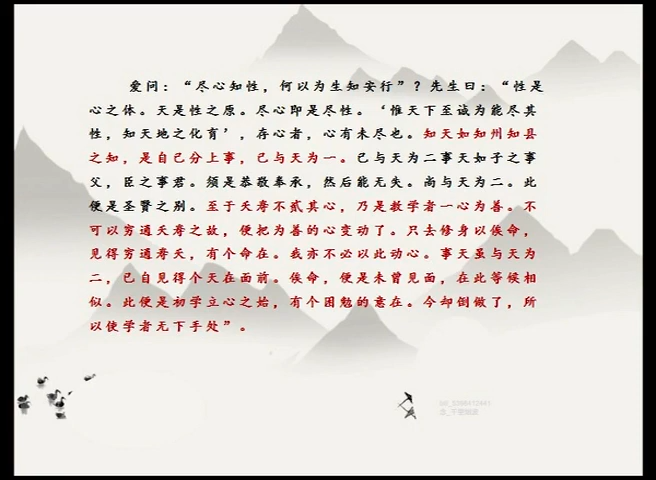 爱问：“尽心知性，何以为生知安行”？先生曰：“性是
心之体。天是性之原。尽心即是尽性。‘惟天下至诚为能尽其
性，知天地之化育’，存心者，心有未尽也。知天如知州知县
之知，是自己分上事，已与天为一。已与天为二事天如子之事
父，臣之事君。须是恭敬奉承，然后能无失。尚与天为二。此
便是圣贤之别。至于夭寿不贰其心，乃是教学者一心为善。不
可以穷通夭寿之故，便把为善的心变动了。只去修身以俟命，
见得穷通寿夭，有个命在。我亦不必以此动心。事天虽与天为
二，已自见得个天在面前。俟命，便是未曾见面，在此等候相
似。此便是初学立心之始，有个困勉的意在。今却倒做了，所
以使学者无下手处”。